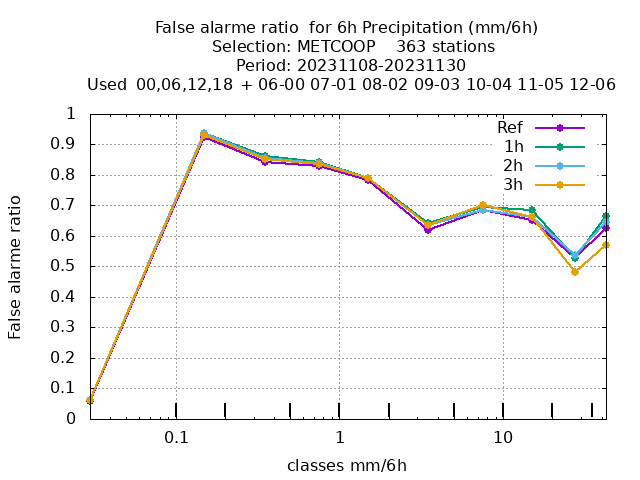 False alarme ratio  for 6h Precipitation (mm/6h)
Selection: METCOOP    363 stations
Period: 20231108-20231130
Used  00,06,12,18  + 06-00 07-01 08-02 09-03 10-04 11-05 12-06
False alarme ratio
1
0.9
0.8
0.7
0.6
0.5
0.4
0.3
0.2
0.1
0
Ref
1h
2h
3h
0.1
1
10
classes mm/6h